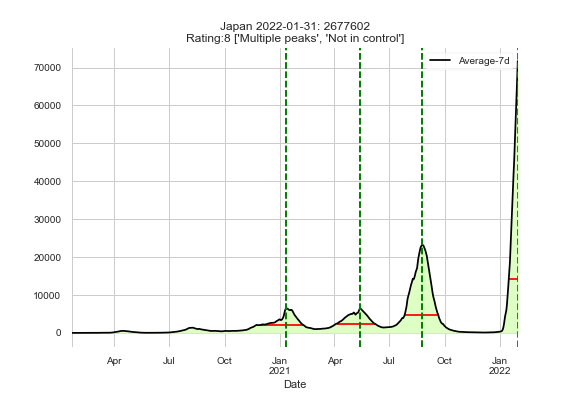 Japan 2022-01-31: 2677602
Rating:8 ['Multiple peaks', 'Not in control']
Average-7d
70000
60000
50000
40000
30000
20000
10000
0
Apr Jul Oct Jan Apr Jul Oct Jan
2021 2022
Date